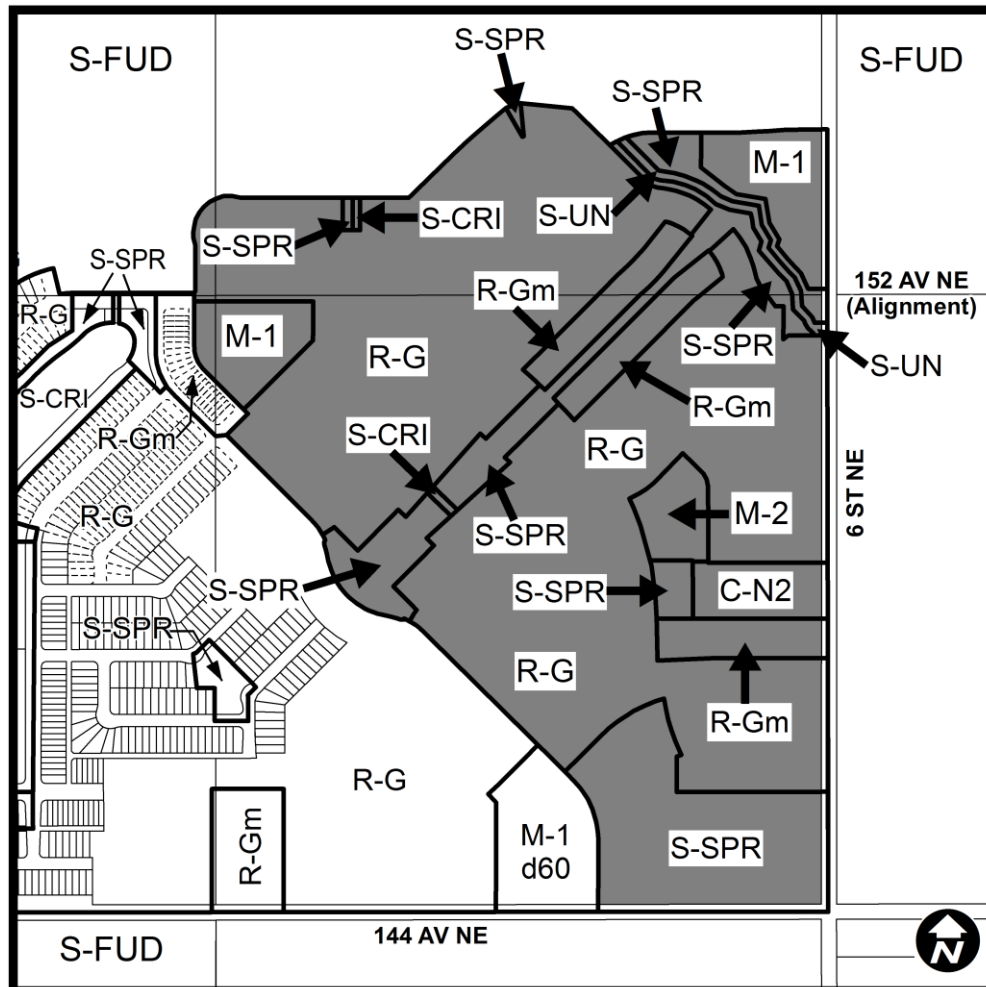 S-SPR
S-FUD
S-FUD
S-SPR
M-1
S-UN
S-CRI
S-SPR
S-SPR
152 AV NE
(Alignment)
R-Gm
R-G
M-1
R-G
S-SPR
S-UN
S-CRI
R-Gm
R-Gm
S-CRI
R-G
R-G
M-2
6 ST NE
S-SPR
S-SPR
S-SPR
C-N2
S-SPR
R-G
R-Gm
R-G
R-Gm
M-1
d60
S-SPR
144 AV NE
S-FUD
N